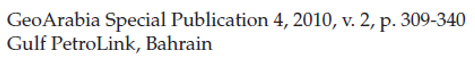 GeoArabia Special Publication 4, 2010, v. 2, p. 309-340
Gulf PetroLink, Bahrain